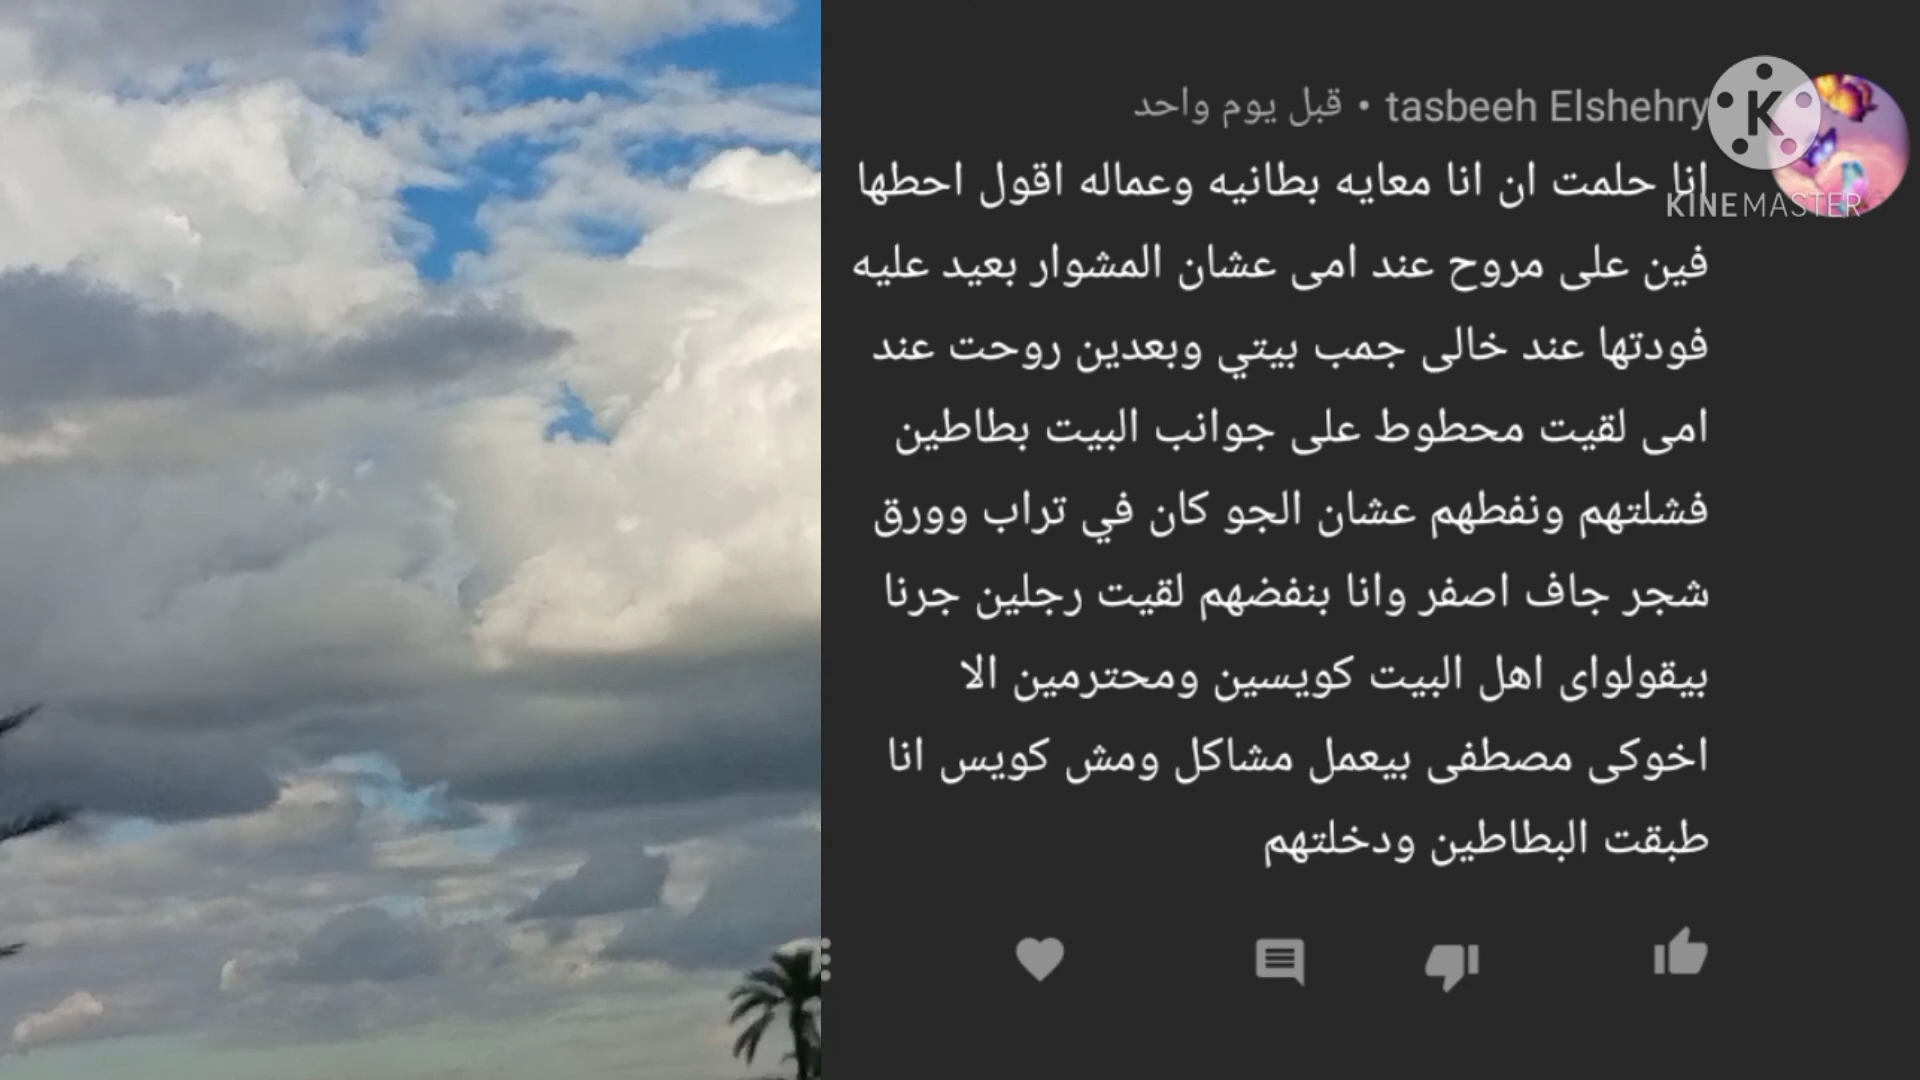 tasbeeh Elshehry • قبل يوم واحد
انا حلمت ان انا معايه بطانيه وعماله اقول احطها
فين على مروح عند امى عشان المشوار بعيد عليه
فودتها عند خالى جمب بيتي وبعدين روحت عند
امى لقيت محطوط على جوانب البيت بطاطين
فشلتهم ونفطهم عشان الجو كان في تراب وورق
شجر جاف اصفر وانا بنفضهم لقيت رجلين جرنا
بيقولواى اهل البيت كويسين ومحترمين الا
اخوكى مصطفى بيعمل مشاكل ومش كويس انا
طبقت البطاطين ودخلتهم
K
KINEMASTER